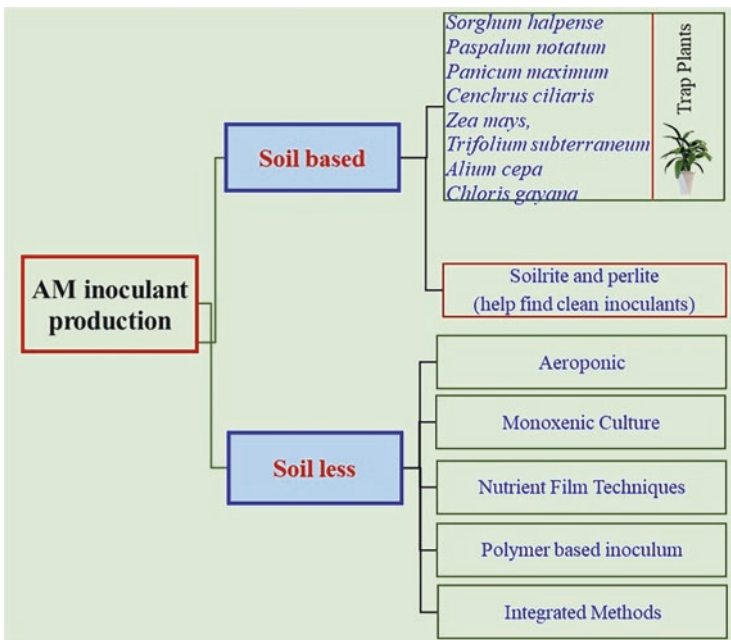 Sorghum halpense
Paspalum notatum
Panicum maximum
Cenchrus ciliaris
Zea mays,
Trifolium subterraneum
Alium cepa
Chloris gayana
Trap Plants
Soil based
AM inoculant
production
Soilrite and perlite
(help find clean inoculants)
Aeroponic
Monoxenic Culture
Soil less
Nutrient Film Techniques
Polymer based inoculum
Integrated Methods